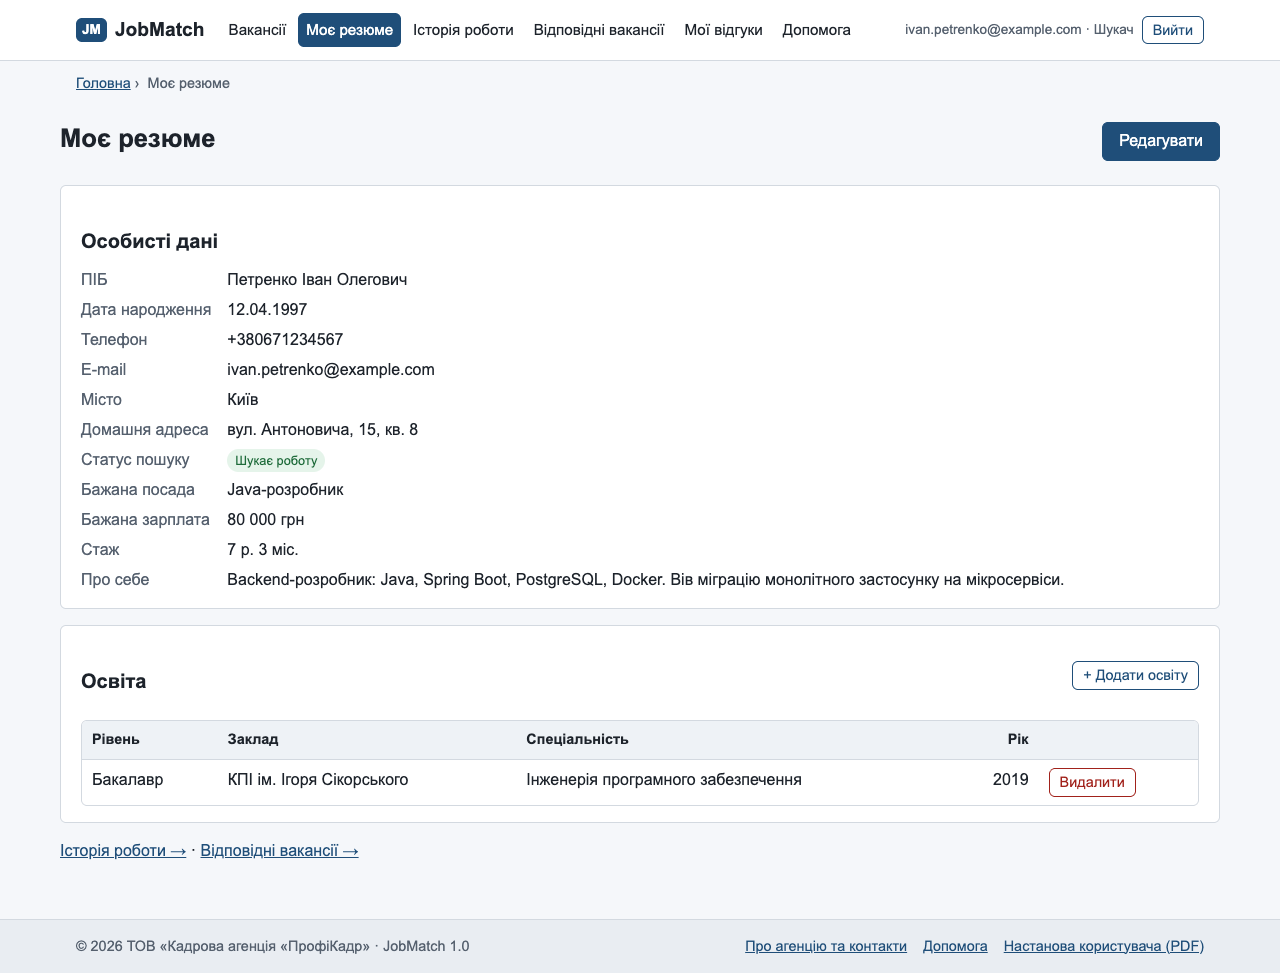 JM JobMatch Вакансії Моє резюме Історія роботи Відповідні вакансії Мої відгуки Допомога ivan.petrenko@example.com · Шукач Вийти
Головна › Моє резюме
Моє резюме Редагувати
Особисті дані
ПІБ Петренко Іван Олегович
Дата народження 12.04.1997
Телефон +380671234567
E-mail ivan.petrenko@example.com
Місто Київ
Домашня адреса вул. Антоновича, 15, кв. 8
Статус пошуку Шукає роботу
Бажана посада Java-розробник
Бажана зарплата 80 000 грн
Стаж 7 р. 3 міс.
Про себе Backend-розробник: Java, Spring Boot, PostgreSQL, Docker. Вів міграцію монолітного застосунку на мікросервіси.
Освіта + Додати освіту
Рівень Заклад Спеціальність Рік
Бакалавр КПІ ім. Ігоря Сікорського Інженерія програмного забезпечення 2019 Видалити
Історія роботи → · Відповідні вакансії →
© 2026 ТОВ «Кадрова агенція «ПрофіКадр» · JobMatch 1.0 Про агенцію та контакти Допомога Настанова користувача (PDF)